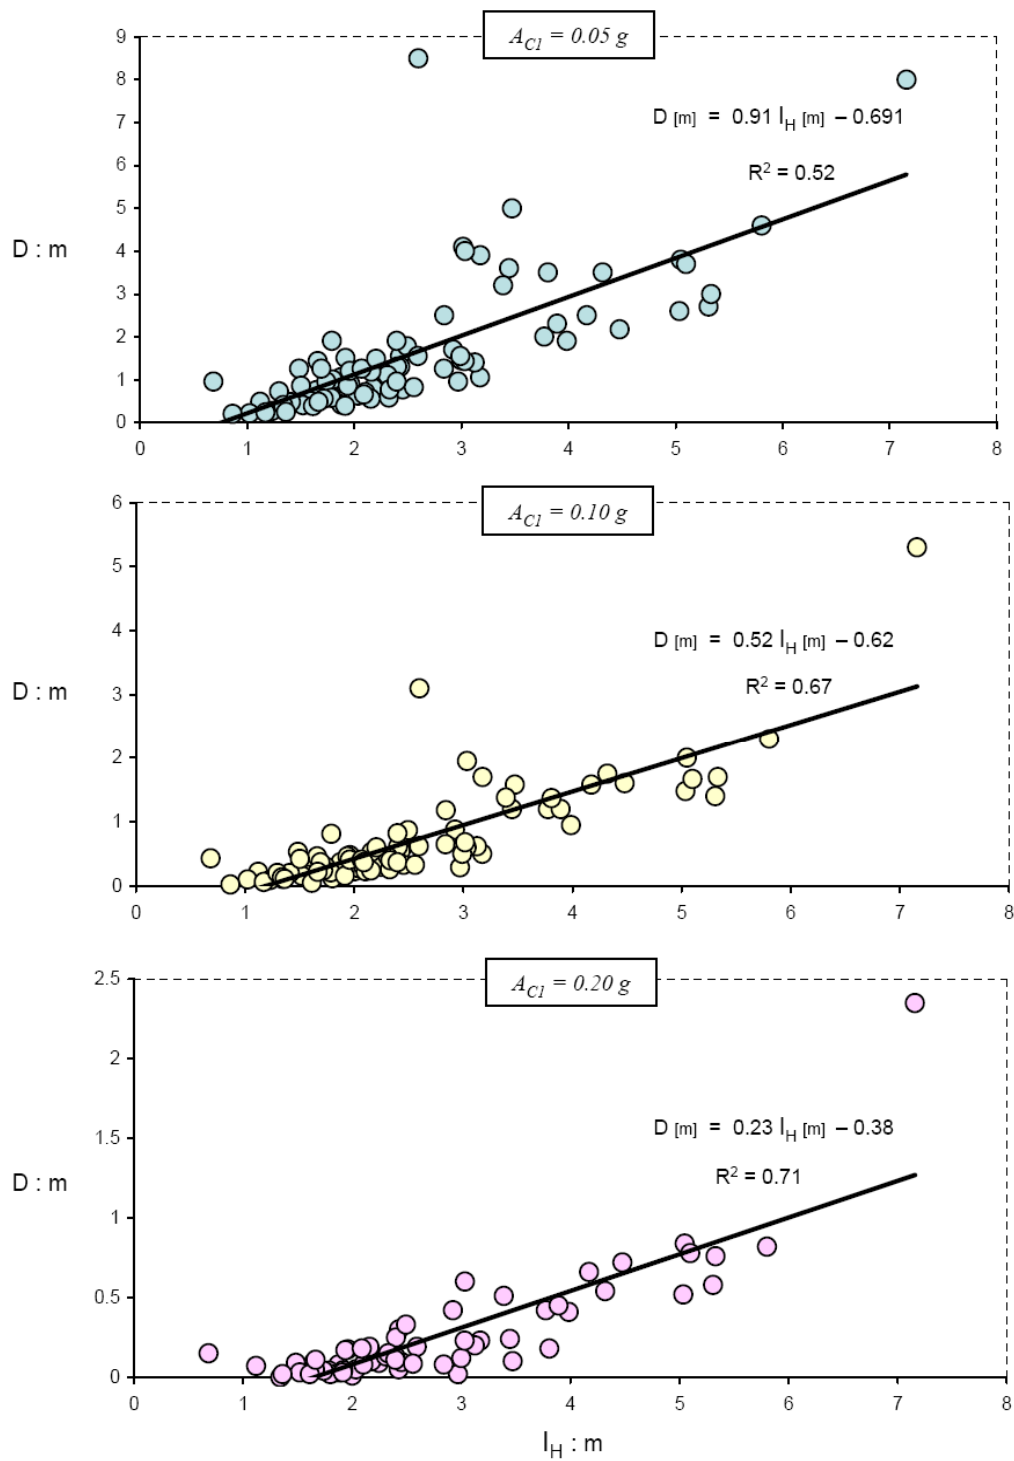 A_C1 = 0.05 g
9
8
7
6
5
4
3
2
1
0
D : m
D [m] = 0.91 I_H [m] – 0.691
R² = 0.52
0 1 2 3 4 5 6 7 8
A_C1 = 0.10 g
6
5
4
3
2
1
0
D : m
D [m] = 0.52 I_H [m] – 0.62
R² = 0.67
0 1 2 3 4 5 6 7 8
A_C1 = 0.20 g
2.5
2
1.5
1
0.5
0
D : m
D [m] = 0.23 I_H [m] – 0.38
R² = 0.71
0 1 2 3 4 5 6 7 8
I_H : m